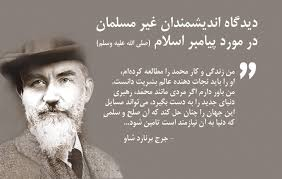 دیدگاه اندیشمندان غیر مسلمان
در مورد پیامبر اسلام (صلی الله علیه وسلم)
من زندگی و کار محمد را مطالعه کرده‌ام،
او را باید نجات دهنده عالم بشریت دانست.
من باور دارم اگر مردی مانند محمد، رهبری
دنیای جدید را به دست بگیرد، می‌تواند مسایل
این جهان را چنان حل کند که آن صلح و سلمی
که دنیا به آن نیازمند است تامین شود...
- جرج برنارد شاو